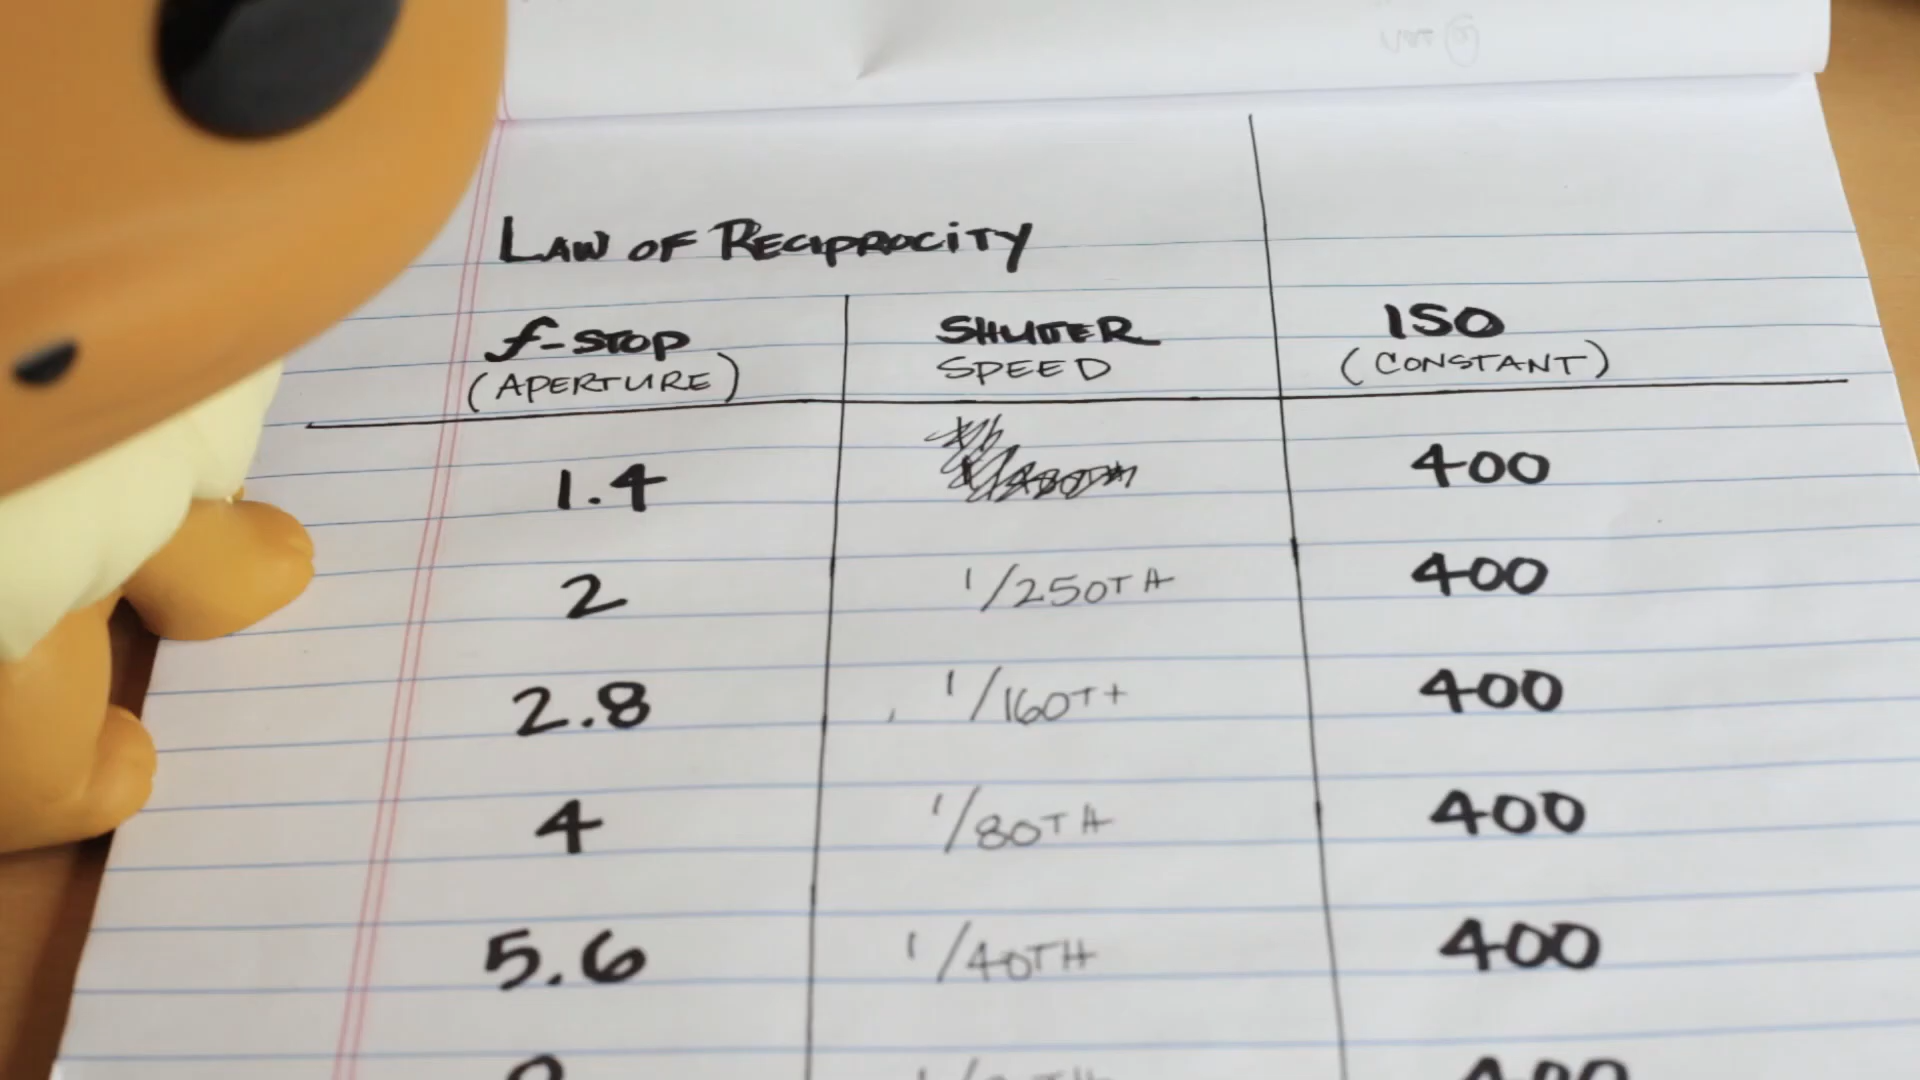 LAW OF RECIPROCITY
f-STOP SHUTTER ISO
(APERTURE) SPEED (CONSTANT)
1.4 400
2 1/250TH 400
2.8 1/160TH 400
4 1/80TH 400
5.6 1/40TH 400
400